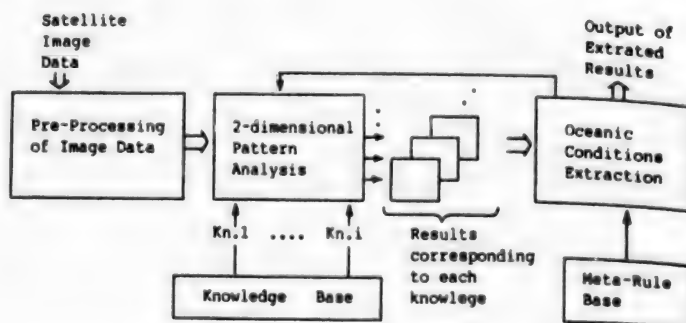 Satellite
Image
Data
Output of
Extrated
Results
Pre-Processing
of Image Data
2-dimensional
Pattern
Analysis
Oceanic
Conditions
Extraction
Kn.1 .... Kn.i
Results
corresponding
to each
knowlege
Knowledge Base
Meta-Rule
Base